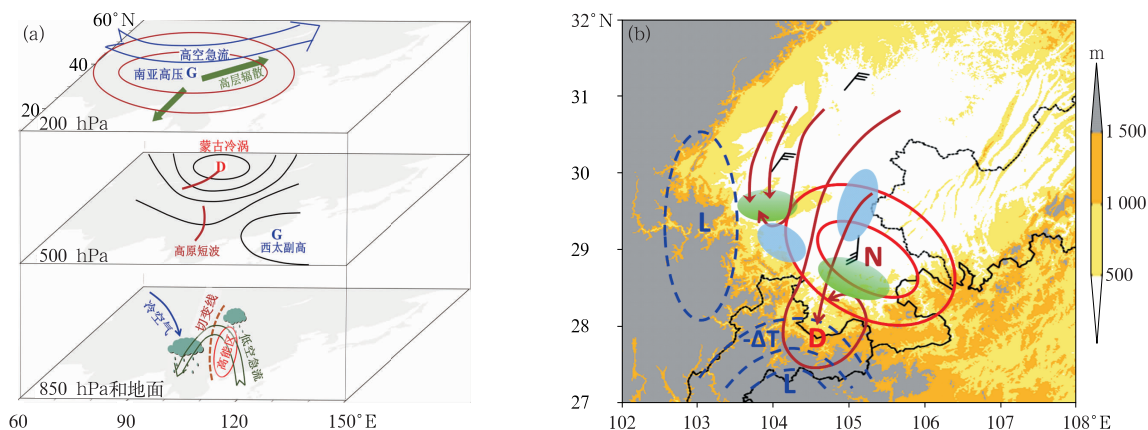 (a)
60°N
高空急流
南亚高压 G
高层辐散
40
20
200 hPa
蒙古冷涡
D
G
西太副高
高原短波
500 hPa
冷空气
切变线
高能区
低空急流
850 hPa和地面
60
90
120
150°E
(b)
32°N
31
30
29
28
27
L
N
D
-ΔT
L
102
103
104
105
106
107
108°E
m
1 500
1 000
500